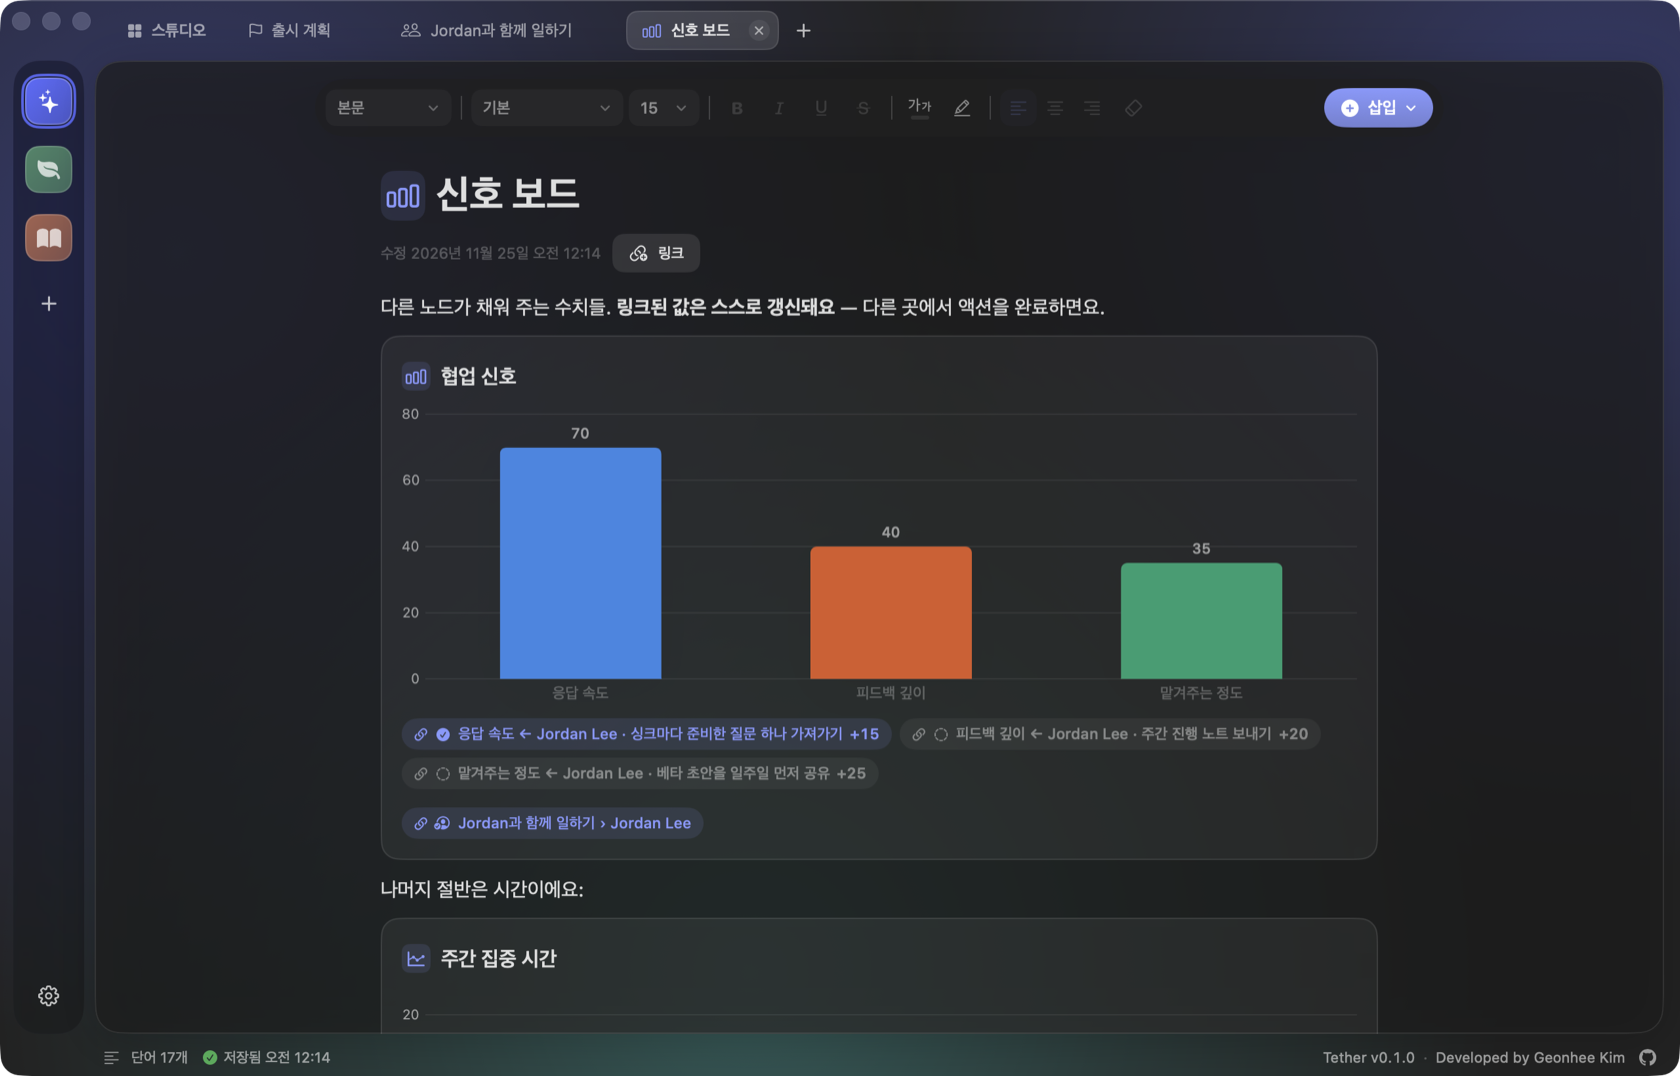 스튜디오
출시 계획
Jordan과 함께 일하기
신호 보드
본문
기본
15
B I U S
가가
삽입
신호 보드
수정 2026년 11월 25일 오전 12:14
링크
다른 노드가 채워 주는 수치들. 링크된 값은 스스로 갱신돼요 — 다른 곳에서 액션을 완료하면요.
협업 신호
80
60
40
20
0
70
40
35
응답 속도
피드백 깊이
맡겨주는 정도
응답 속도 ← Jordan Lee · 싱크마다 준비한 질문 하나 가져가기 +15
피드백 깊이 ← Jordan Lee · 주간 진행 노트 보내기 +20
맡겨주는 정도 ← Jordan Lee · 베타 초안을 일주일 먼저 공유 +25
Jordan과 함께 일하기 › Jordan Lee
나머지 절반은 시간이에요:
주간 집중 시간
20
단어 17개
저장됨 오전 12:14
Tether v0.1.0 · Developed by Geonhee Kim